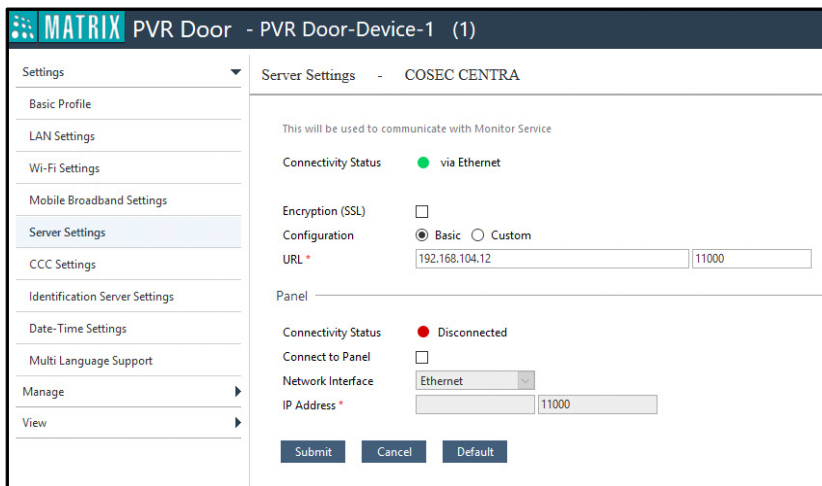 MATRIX PVR Door - PVR Door-Device-1 (1)
Settings
Basic Profile
LAN Settings
Wi-Fi Settings
Mobile Broadband Settings
Server Settings
CCC Settings
Identification Server Settings
Date-Time Settings
Multi Language Support
Manage
View
Server Settings - COSEC CENTRA
This will be used to communicate with Monitor Service
Connectivity Status via Ethernet
Encryption (SSL)
Configuration Basic Custom
URL * 192.168.104.12 11000
Panel
Connectivity Status Disconnected
Connect to Panel
Network Interface Ethernet
IP Address * 11000
Submit Cancel Default